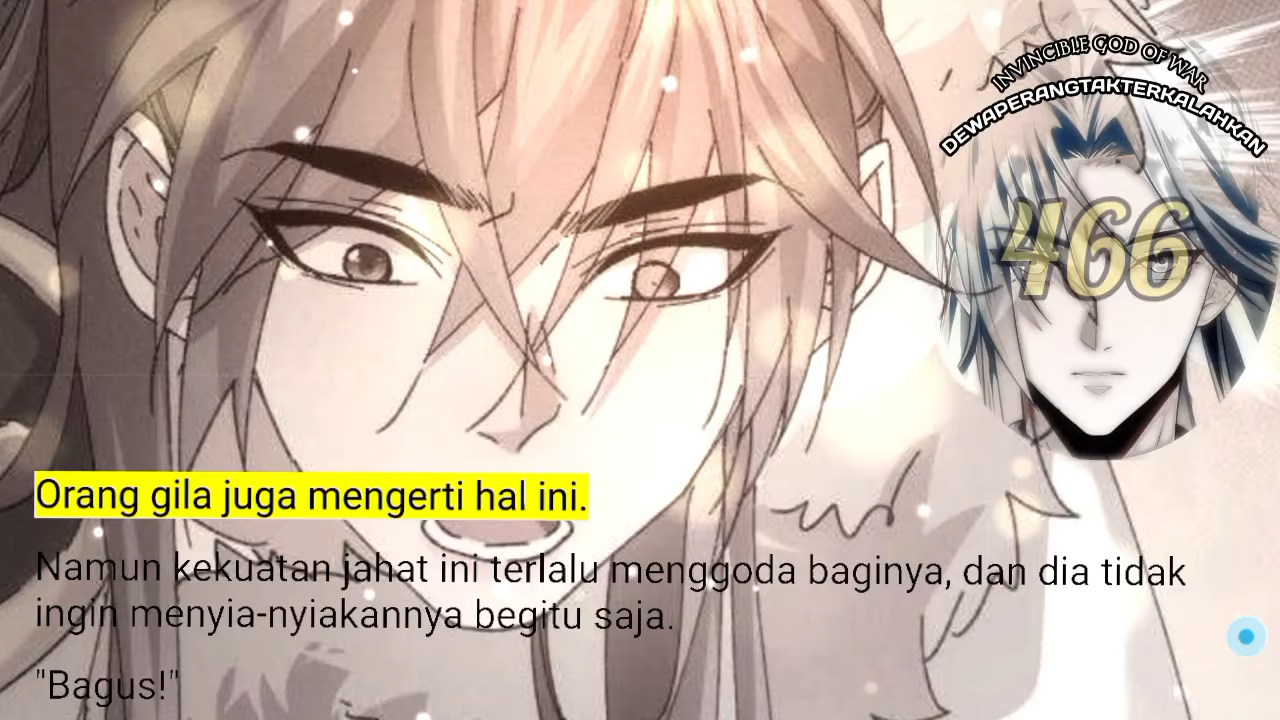 INVINCIBLE GOD OF WAR
DEWAPERANGTAKTERKALAHKAN
466
Orang gila juga mengerti hal ini.
Namun kekuatan jahat ini terlalu menggoda baginya, dan dia tidak
ingin menyia-nyiakannya begitu saja.
"Bagus!"